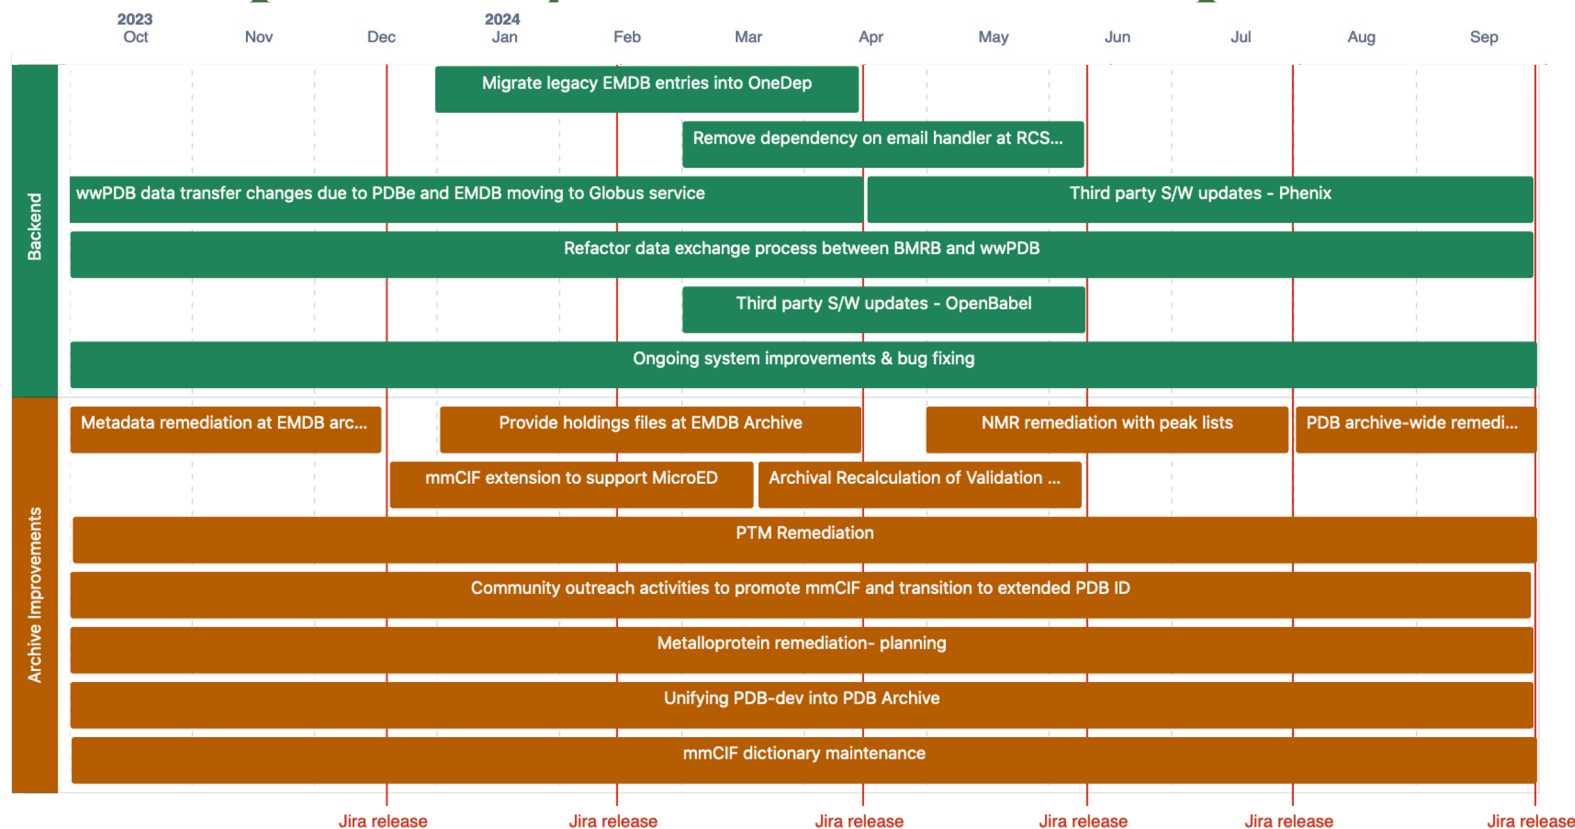 2023 2024
Oct Nov Dec Jan Feb Mar Apr May Jun Jul Aug Sep
Backend
Migrate legacy EMDB entries into OneDep
Remove dependency on email handler at RCS...
wwPDB data transfer changes due to PDBe and EMDB moving to Globus service Third party S/W updates - Phenix
Refactor data exchange process between BMRB and wwPDB
Third party S/W updates - OpenBabel
Ongoing system improvements & bug fixing
Archive Improvements
Metadata remediation at EMDB arc... Provide holdings files at EMDB Archive NMR remediation with peak lists PDB archive-wide remedi...
mmCIF extension to support MicroED Archival Recalculation of Validation ...
PTM Remediation
Community outreach activities to promote mmCIF and transition to extended PDB ID
Metalloprotein remediation- planning
Unifying PDB-dev into PDB Archive
mmCIF dictionary maintenance
Jira release Jira release Jira release Jira release Jira release Jira release